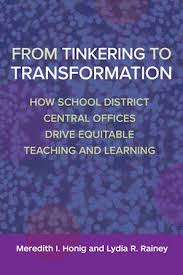 FROM TINKERING TO
TRANSFORMATION
HOW SCHOOL DISTRICT
CENTRAL OFFICES
DRIVE EQUITABLE
TEACHING AND LEARNING
Meredith I. Honig and Lydia R. Rainey